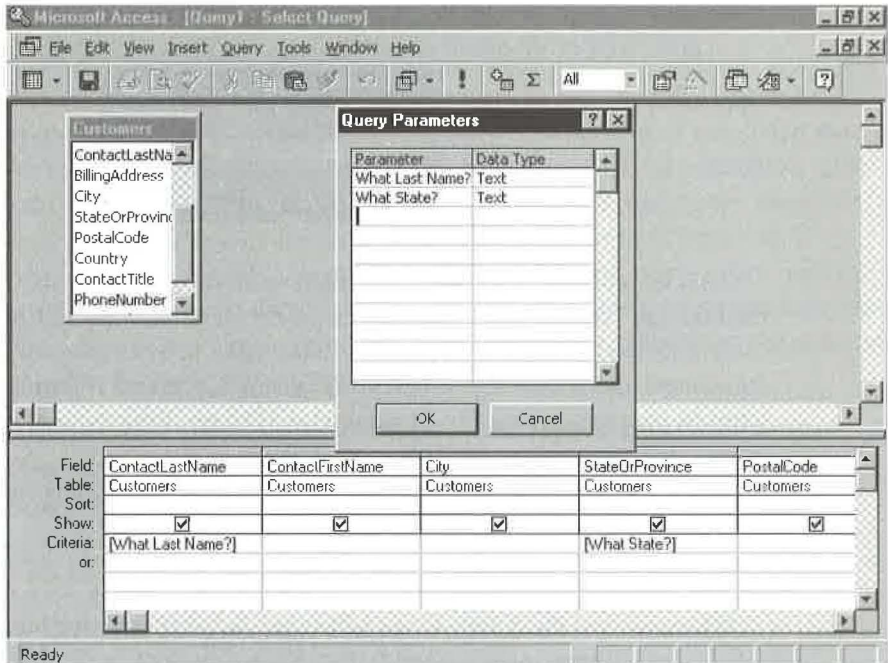 Microsoft Access - [Query1 : Select Query]
File Edit View Insert Query Tools Window Help
All
Customers
ContactLastNa
BillingAddress
City
StateOrProvinc
PostalCode
Country
ContactTitle
PhoneNumber
Query Parameters
Parameter Data Type
What Last Name? Text
What State? Text
OK Cancel
Field: ContactLastName ContactFirstName City StateOrProvince PostalCode
Table: Customers Customers Customers Customers Customers
Sort:
Show:
Criteria: [What Last Name?] [What State?]
or:
Ready